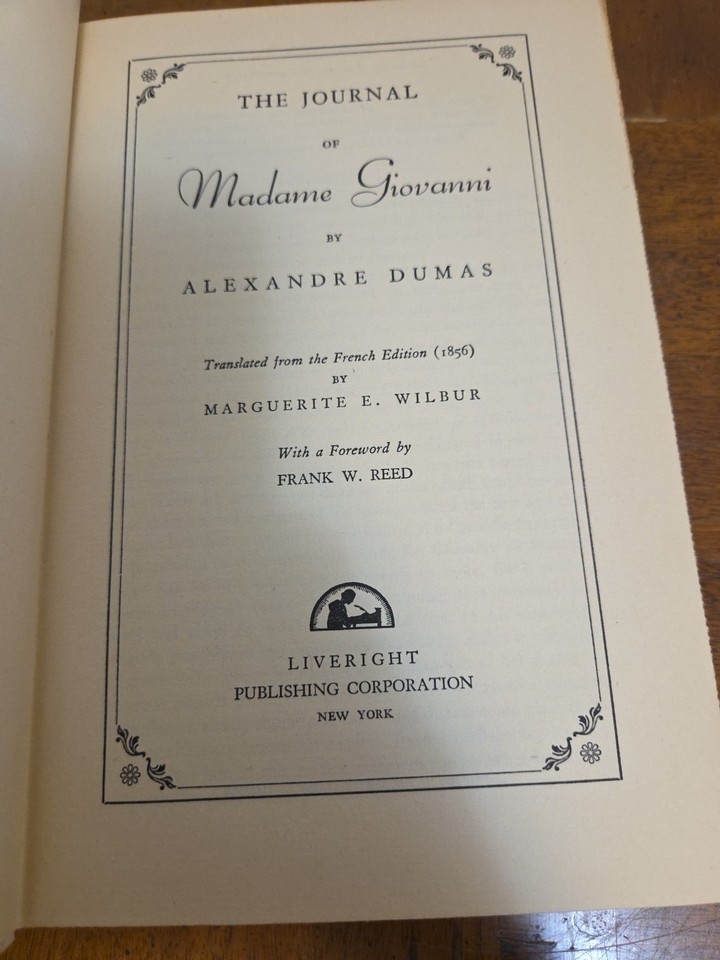 THE JOURNAL
OF
Madame Giovanni
BY
ALEXANDRE DUMAS
Translated from the French Edition (1856)
BY
MARGUERITE E. WILBUR
With a Foreword by
FRANK W. REED
LIVERIGHT
PUBLISHING CORPORATION
NEW YORK